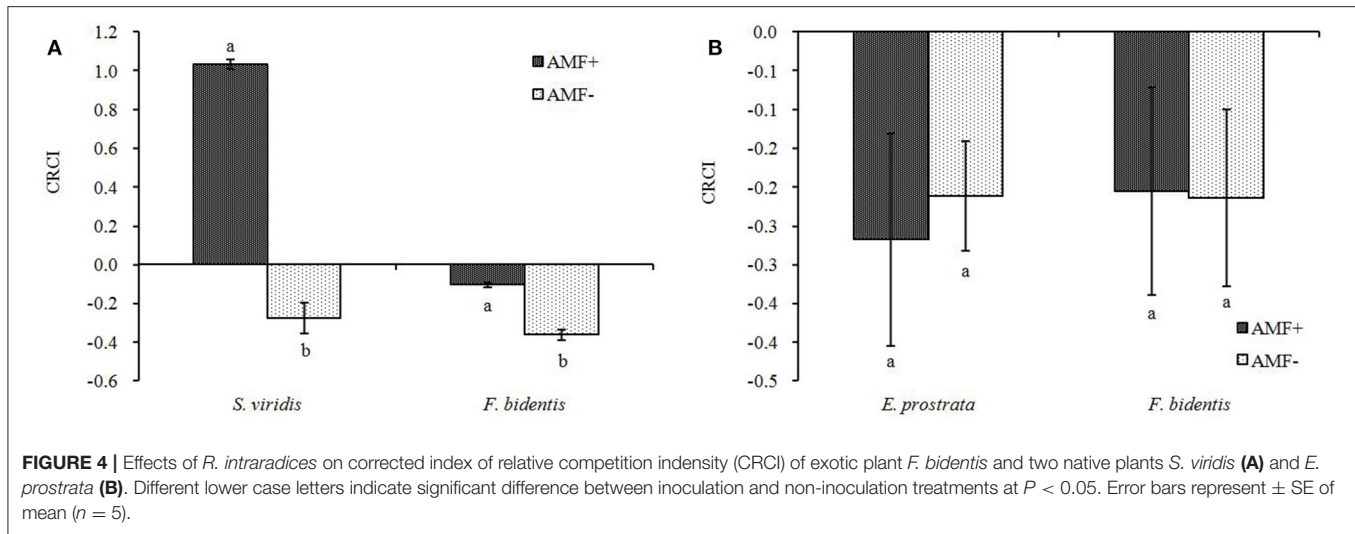 A
1.2
1.0
0.8
0.6
0.4
0.2
0.0
-0.2
-0.4
-0.6
CRCI
a
b
a
b
AMF+
AMF-
S. viridis
F. bidentis
B
0.0
-0.1
-0.1
-0.2
-0.2
-0.3
-0.3
-0.4
-0.4
-0.5
CRCI
a
a
a
a
AMF+
AMF-
E. prostrata
F. bidentis
FIGURE 4 | Effects of R. intraradices on corrected index of relative competition indensity (CRCI) of exotic plant F. bidentis and two native plants S. viridis (A) and E.
prostrata (B). Different lower case letters indicate significant difference between inoculation and non-inoculation treatments at P < 0.05. Error bars represent ± SE of
mean (n = 5).